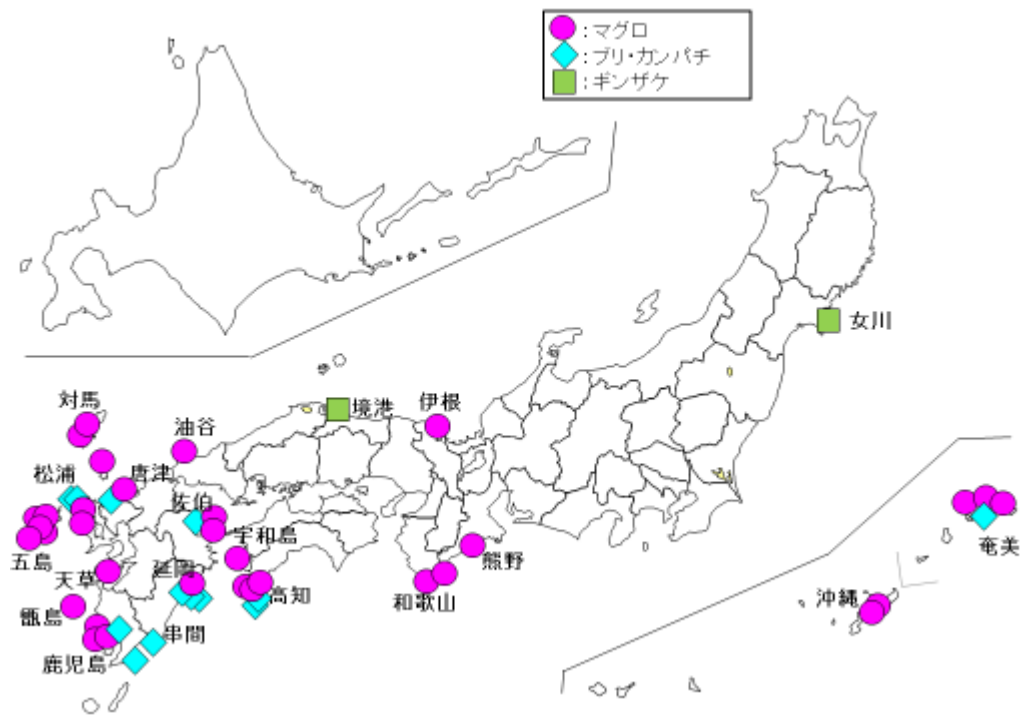 ：マグロ
：ブリ・カンパチ
：ギンザケ
女川
対馬
境港
伊根
油谷
松浦
唐津
佐伯
宇和島
熊野
奄美
五島
天草
延岡
高知
和歌山
沖縄
甑島
串間
鹿児島